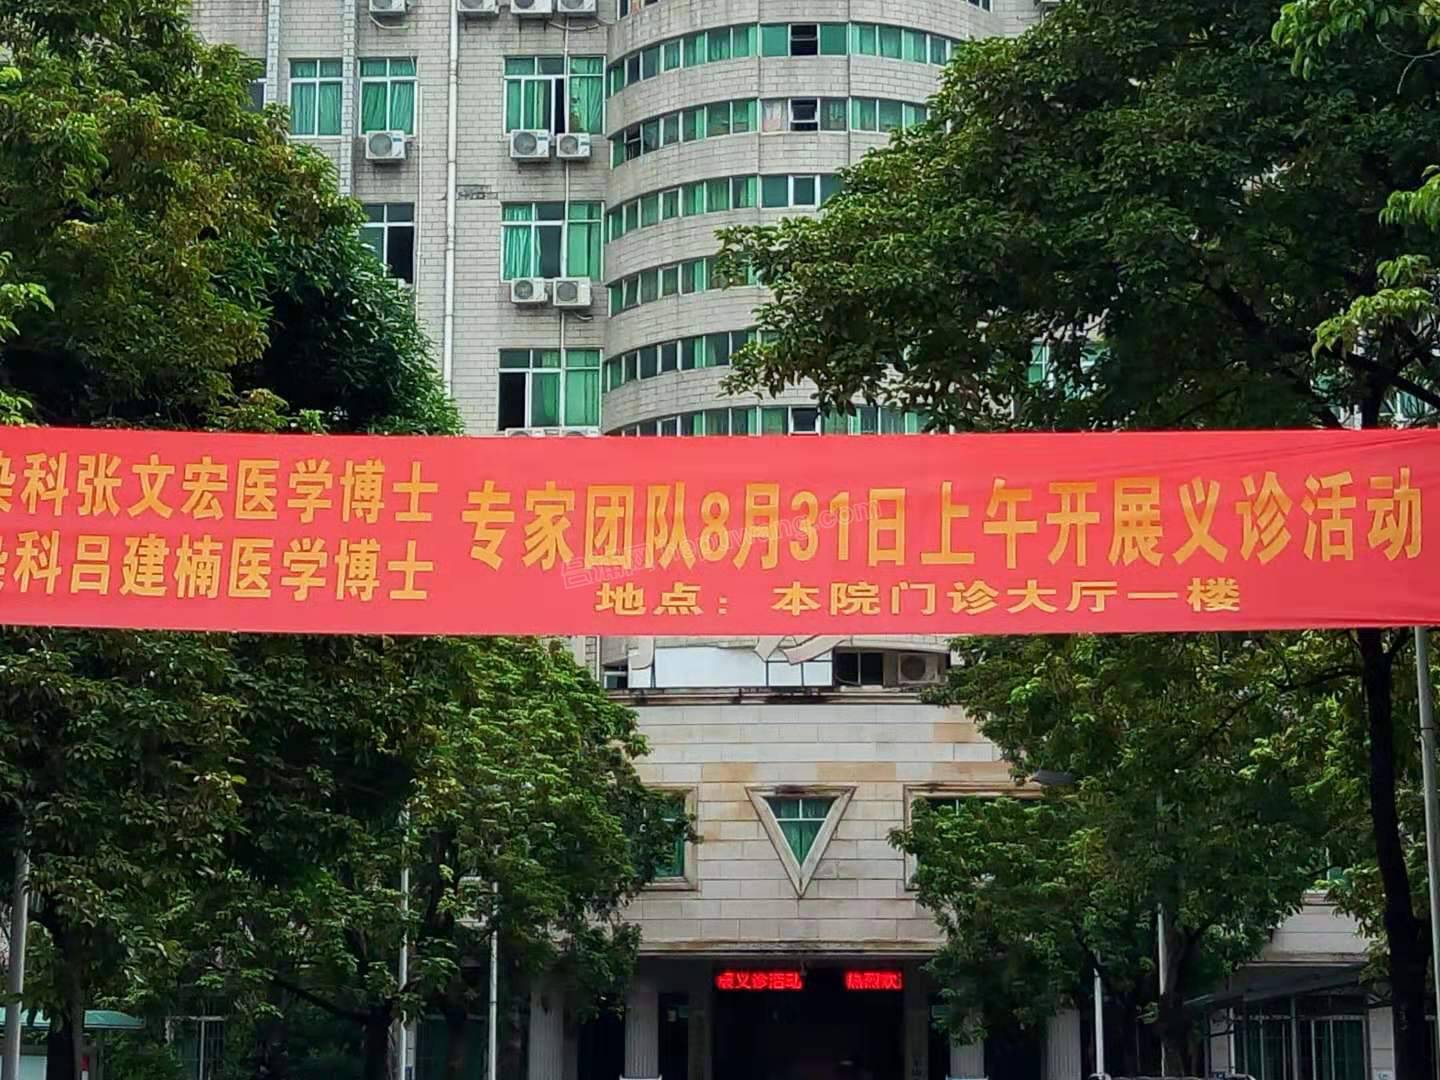 染科张文宏医学博士
染科吕建楠医学博士
专家团队8月31日上午开展义诊活动
地点：本院门诊大厅一楼
义诊活动 热烈欢